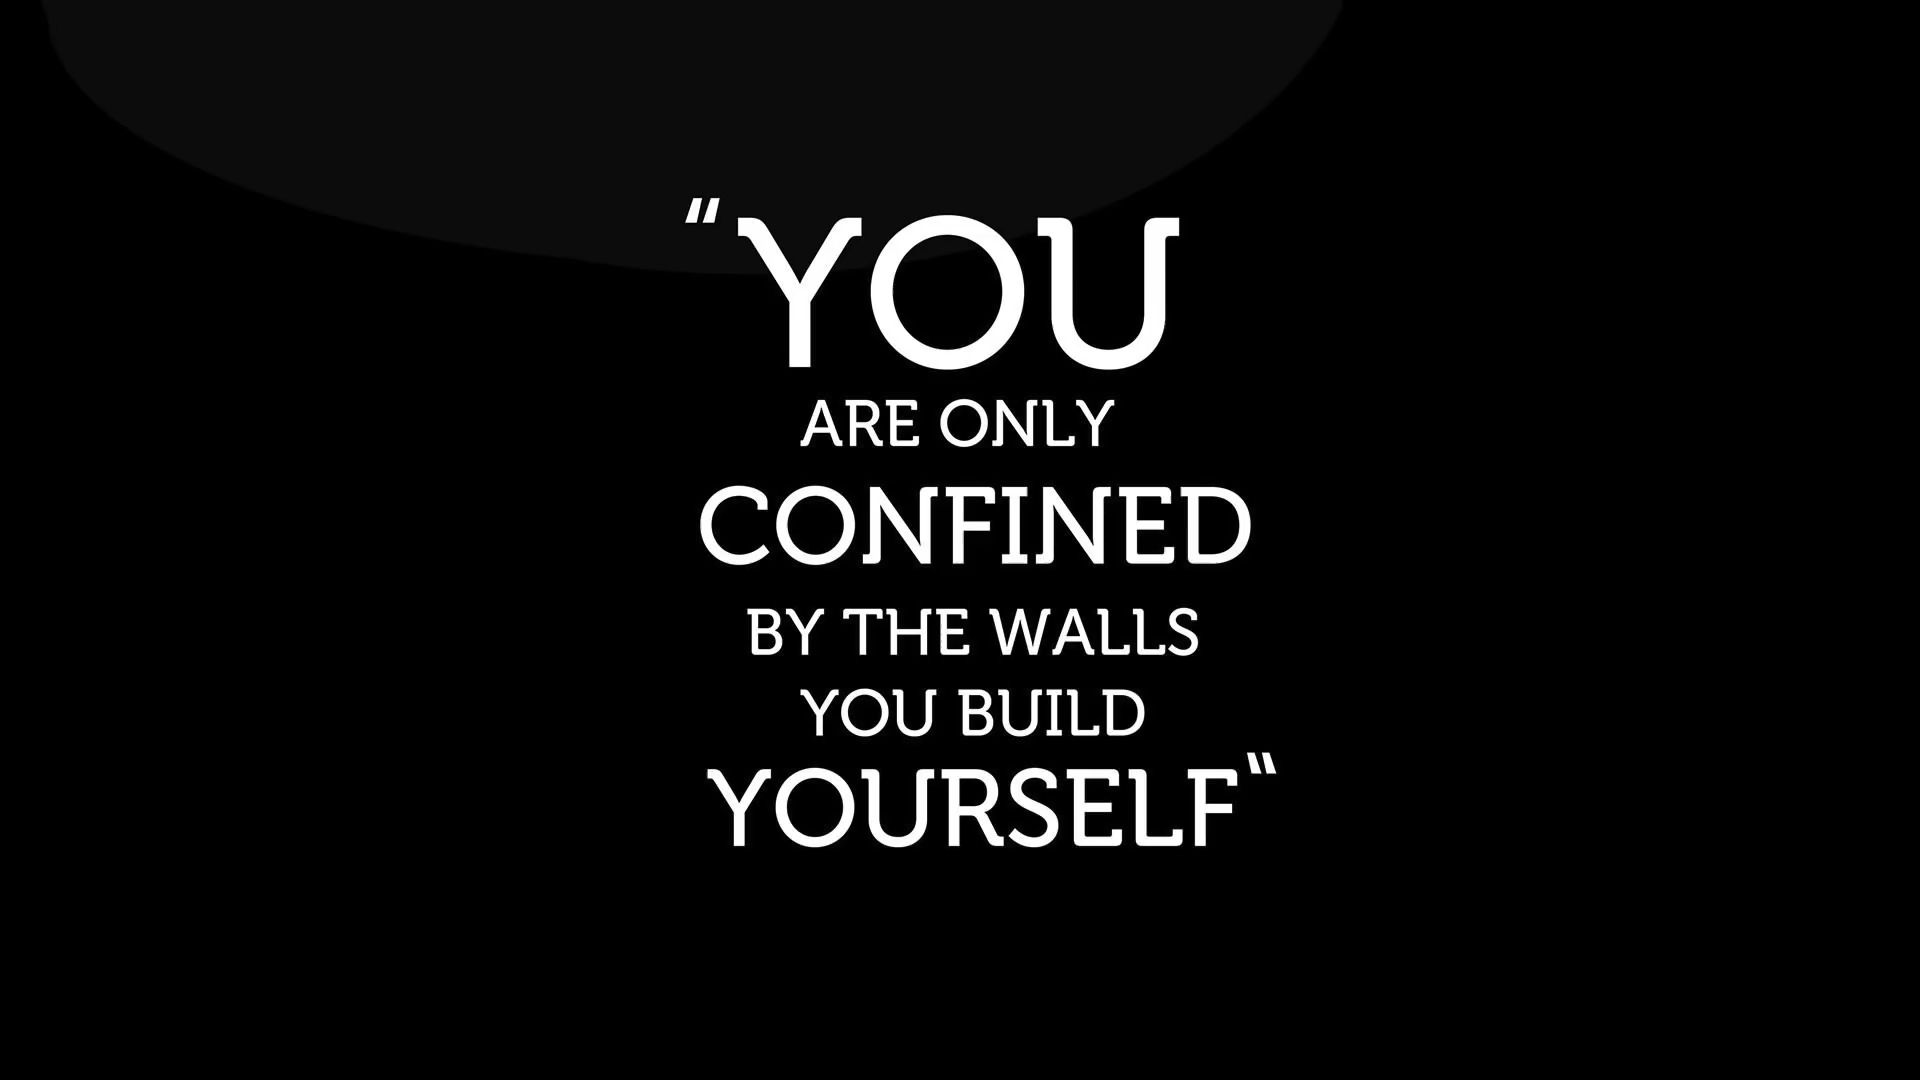 “YOU
ARE ONLY
CONFINED
BY THE WALLS
YOU BUILD
YOURSELF“